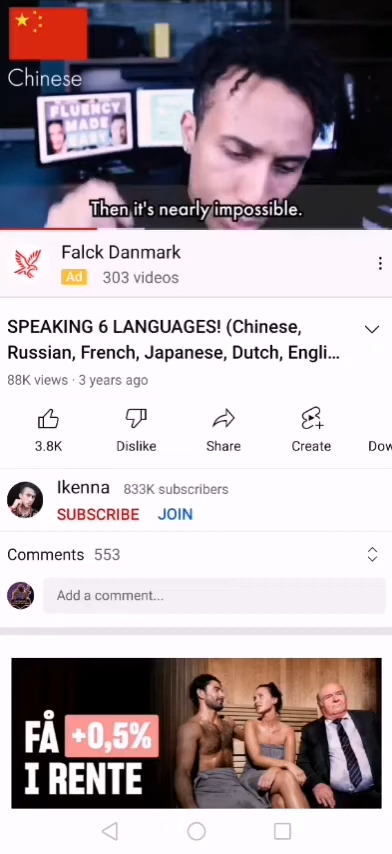 Chinese
FLUENCY
MADE
EASY
Then it's nearly impossible.
Falck Danmark
Ad 303 videos
SPEAKING 6 LANGUAGES! (Chinese,
Russian, French, Japanese, Dutch, Engli...
88K views · 3 years ago
3.8K Dislike Share Create Dow
Ikenna 833K subscribers
SUBSCRIBE JOIN
Comments 553
Add a comment...
FÅ +0,5%
I RENTE